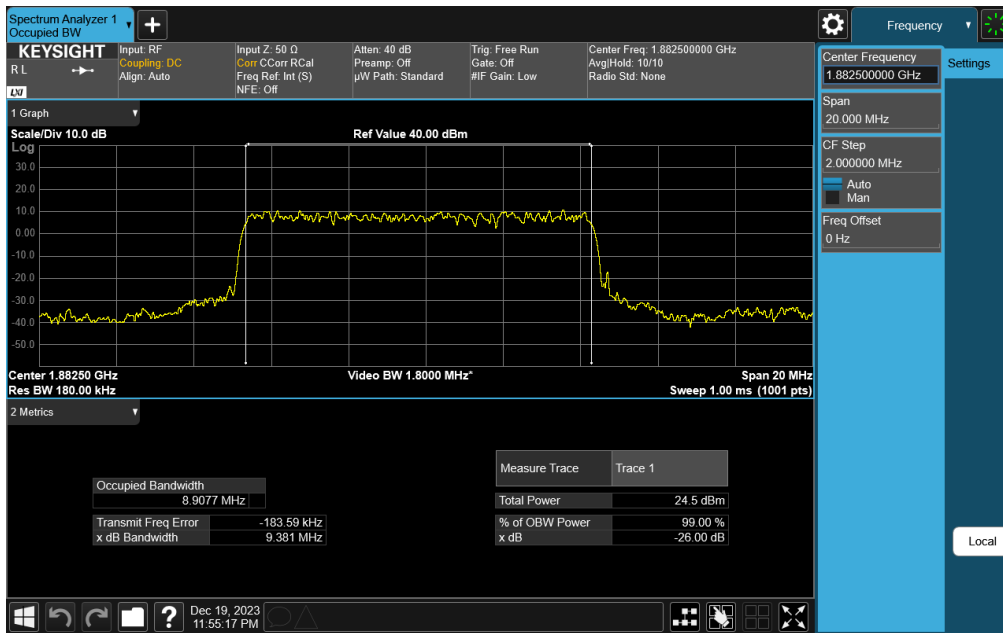 Spectrum Analyzer 1
Occupied BW
Frequency
KEYSIGHT
R L
LXI
Input: RF
Coupling: DC
Align: Auto
Input Z: 50 Ω
Corr CCorr RCal
Freq Ref: Int (S)
NFE: Off
Atten: 40 dB
Preamp: Off
µW Path: Standard
Trig: Free Run
Gate: Off
#IF Gain: Low
Center Freq: 1.882500000 GHz
Avg|Hold: 10/10
Radio Std: None
Center Frequency
1.882500000 GHz
Settings
Span
20.000 MHz
CF Step
2.000000 MHz
Auto
Man
Freq Offset
0 Hz
Local
1 Graph
Scale/Div 10.0 dB
Ref Value 40.00 dBm
Log
30.0
20.0
10.0
0.00
-10.0
-20.0
-30.0
-40.0
-50.0
Center 1.88250 GHz
Video BW 1.8000 MHz*
Span 20 MHz
Res BW 180.00 kHz
Sweep 1.00 ms (1001 pts)
2 Metrics
Occupied Bandwidth
8.9077 MHz
Transmit Freq Error -183.59 kHz
x dB Bandwidth 9.381 MHz
Measure Trace Trace 1
Total Power 24.5 dBm
% of OBW Power 99.00 %
x dB -26.00 dB
?
Dec 19, 2023
11:55:17 PM